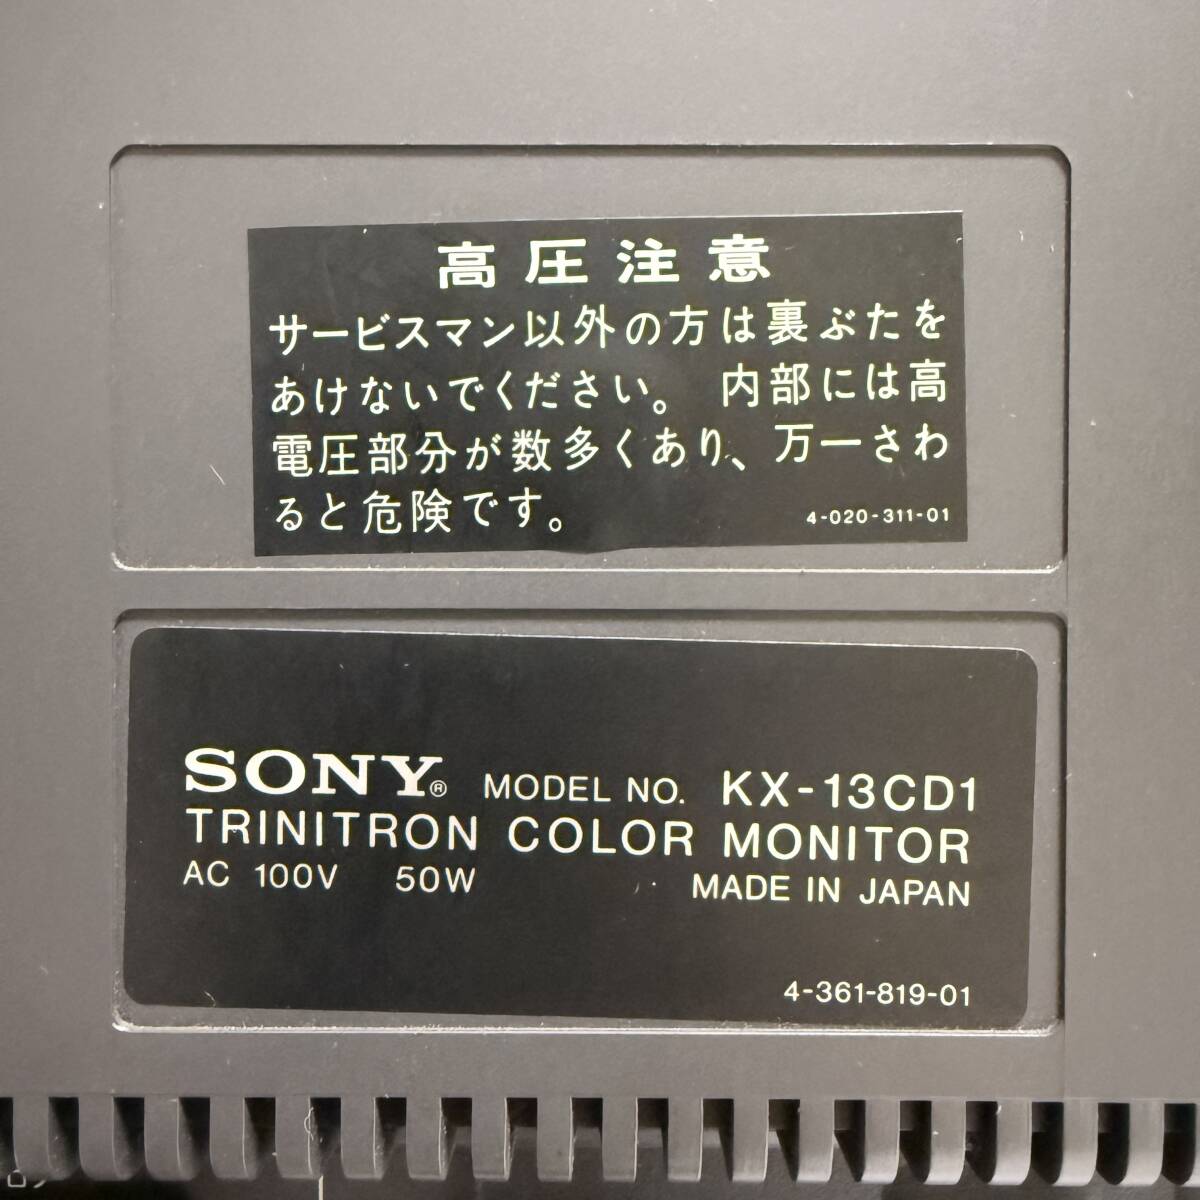 高圧注意
サービスマン以外の方は裏ぶたを
あけないでください。 内部には高
電圧部分が数多くあり、万一さわ
ると危険です。
4-020-311-01
SONY® MODEL NO. KX-13CD1
TRINITRON COLOR MONITOR
AC 100V 50W MADE IN JAPAN
4-361-819-01